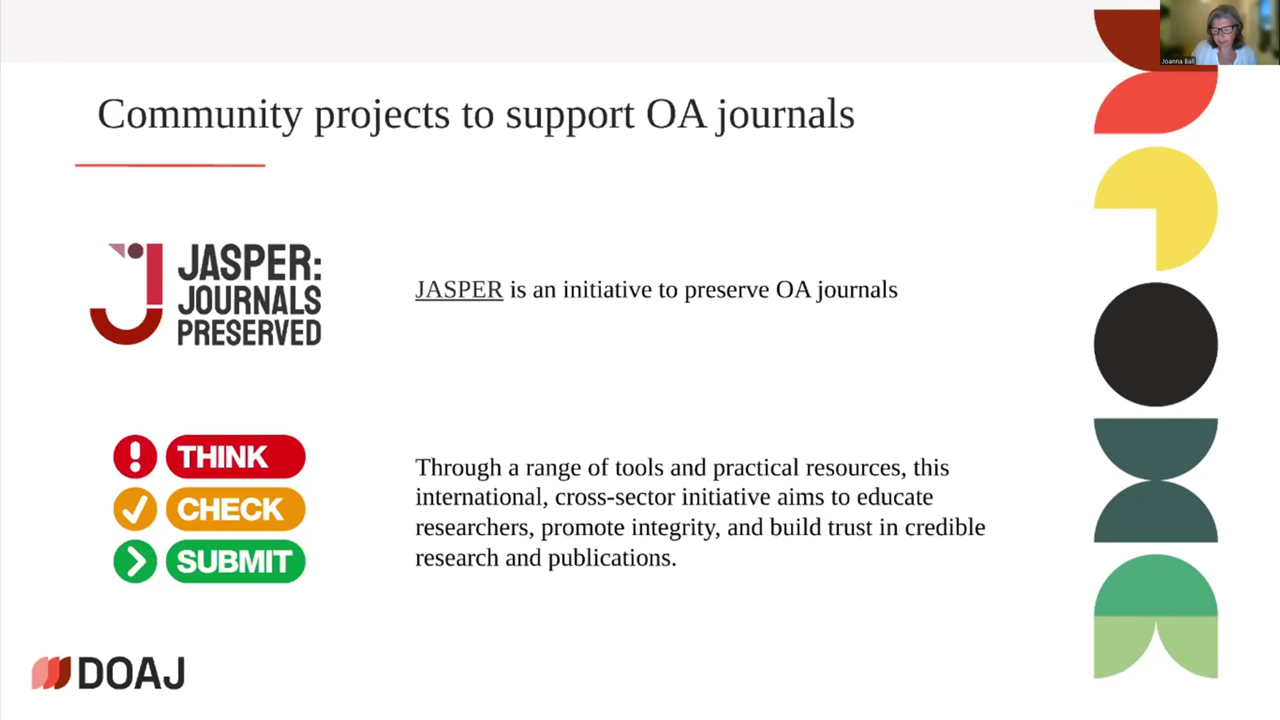 Joanna Ball
Community projects to support OA journals
JASPER:
JOURNALS
PRESERVED
JASPER is an initiative to preserve OA journals
THINK
CHECK
SUBMIT
Through a range of tools and practical resources, this
international, cross-sector initiative aims to educate
researchers, promote integrity, and build trust in credible
research and publications.
DOAJ